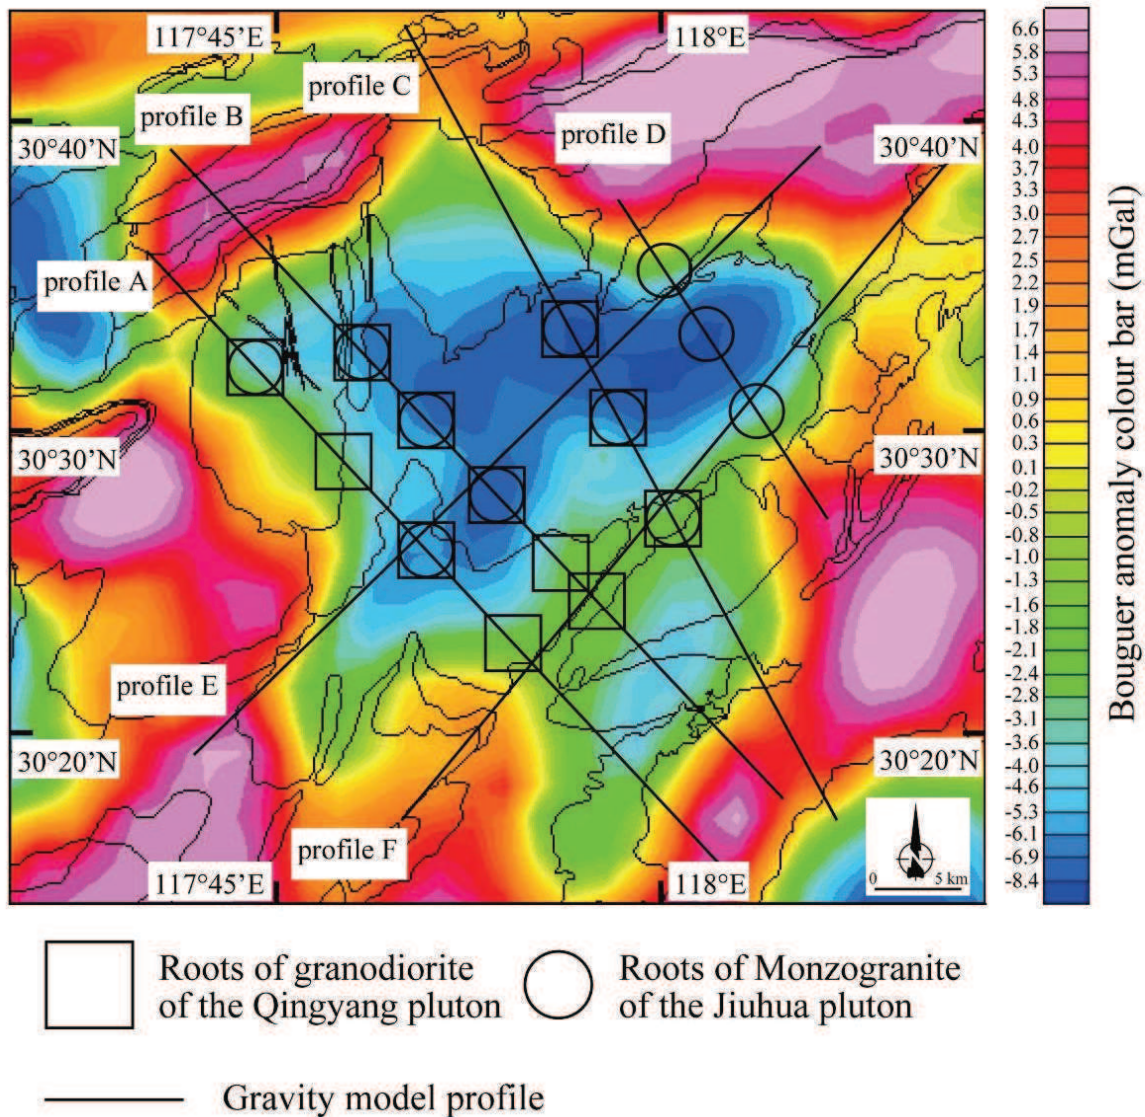 117°45’E
118°E
profile C
profile B
profile D
30°40’N
30°40’N
profile A
30°30’N
30°30’N
profile E
30°20’N
30°20’N
profile F
117°45’E
118°E
N
0 5 km
6.6
5.8
5.3
4.8
4.3
4.0
3.7
3.3
3.0
2.7
2.5
2.2
1.9
1.7
1.4
1.1
0.9
0.6
0.3
0.1
-0.2
-0.5
-0.8
-1.0
-1.3
-1.6
-1.8
-2.1
-2.4
-2.8
-3.1
-3.6
-4.0
-4.6
-5.3
-6.1
-6.9
-8.4
Bouguer anomaly colour bar (mGal)
Roots of granodiorite
of the Qingyang pluton
Roots of Monzogranite
of the Jiuhua pluton
Gravity model profile